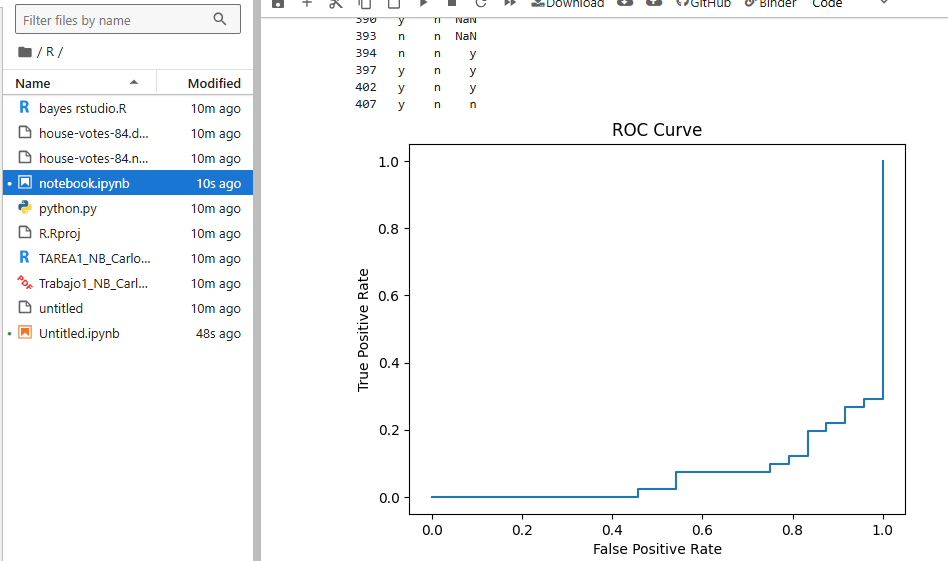 Filter files by name
/ R /
Name Modified
bayes rstudio.R 10m ago
house-votes-84.d... 10m ago
house-votes-84.n... 10m ago
notebook.ipynb 10s ago
python.py 10m ago
R.Rproj 10m ago
TAREA1_NB_Carlo... 10m ago
Trabajo1_NB_Carl... 10m ago
untitled 10m ago
Untitled.ipynb 48s ago
Download GitHub Binder Code
390 y n NaN
393 n n NaN
394 n n y
397 y n y
402 y n y
407 y n n
ROC Curve
True Positive Rate
1.0
0.8
0.6
0.4
0.2
0.0
0.0 0.2 0.4 0.6 0.8 1.0
False Positive Rate